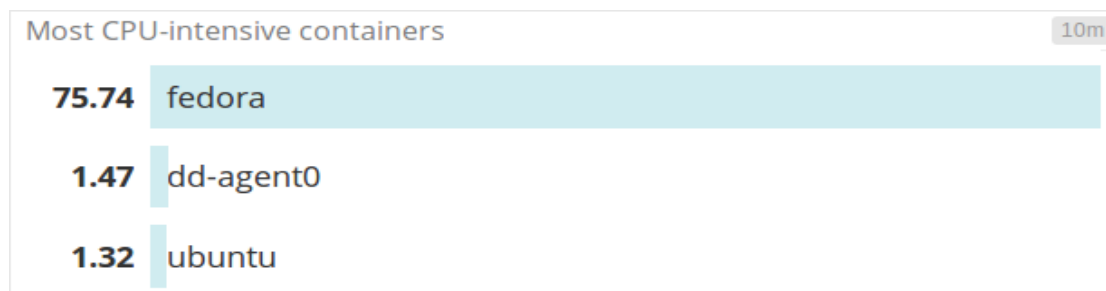 Most CPU-intensive containers 10m
75.74 fedora
1.47 dd-agent0
1.32 ubuntu